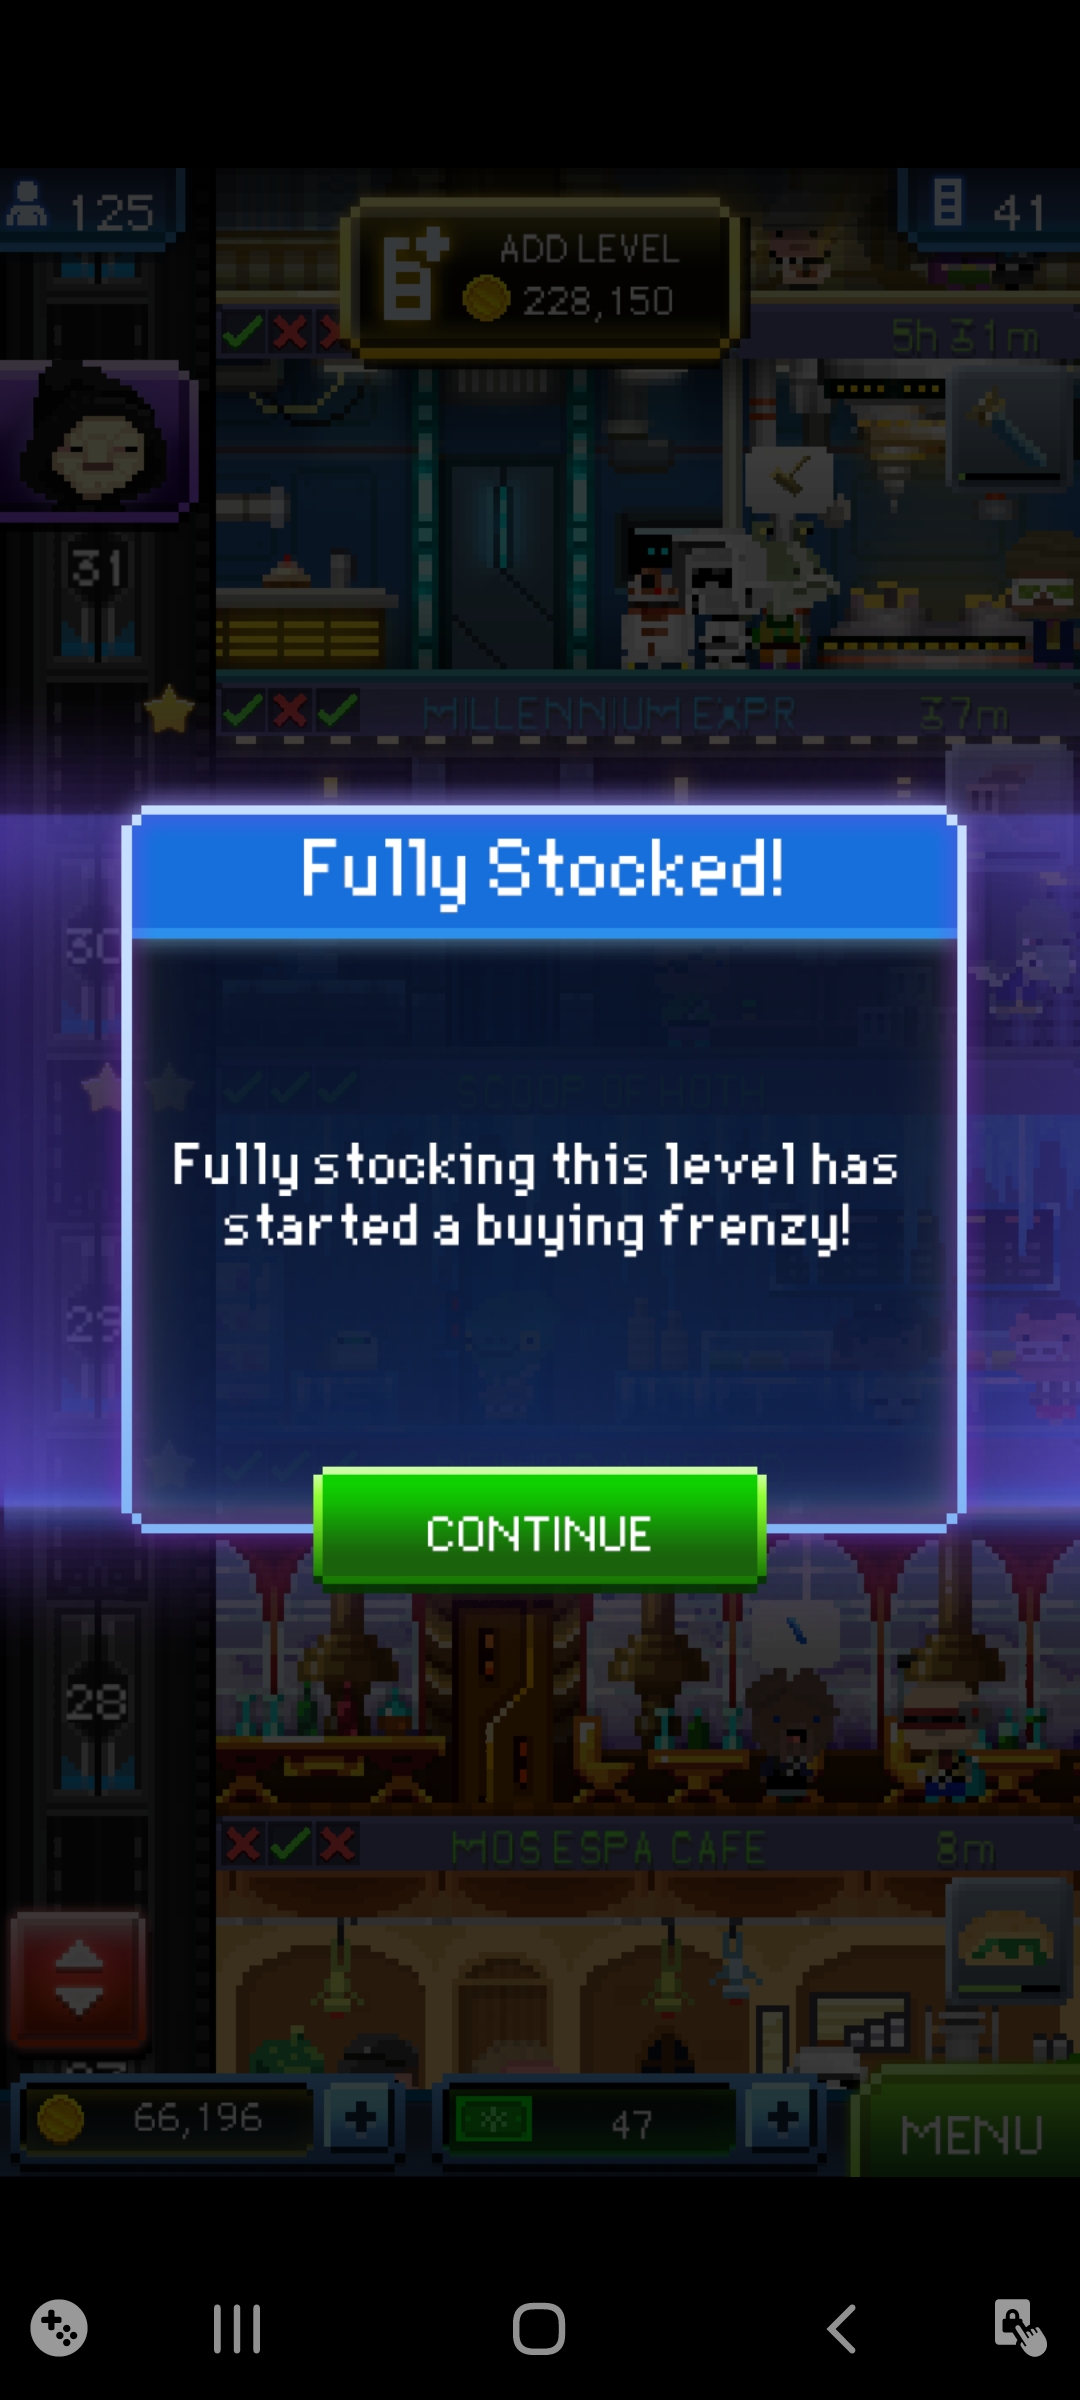 125
ADD LEVEL
228,150
41
5h 31m
31
MILLENNIUM EXPR
37m
Fully Stocked!
30
SCOOP OF HOTH
Fully stocking this level has
started a buying frenzy!
29
CONTINUE
28
MOS ESPA CAFE
8m
66,196
47
MENU